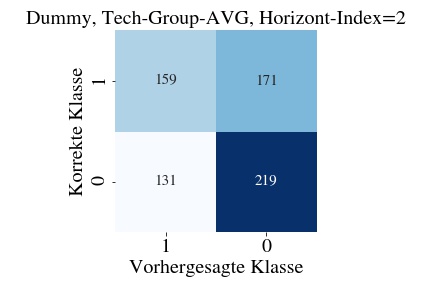 Dummy, Tech-Group-AVG, Horizont-Index=2
Korrekte Klasse
1
159 171
0
131 219
1 0
Vorhergesagte Klasse